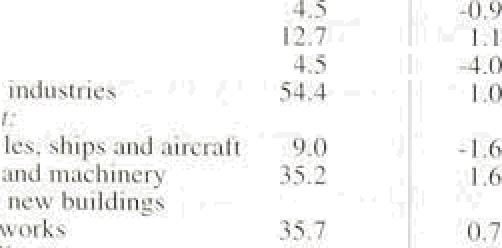 4.5 -0.9
12.7 1.1
4.5 -4.0
industries 54.4 1.0
t:
les, ships and aircraft 9.0 -1.6
and machinery 35.2 1.6
new buildings
works 35.7 0.7